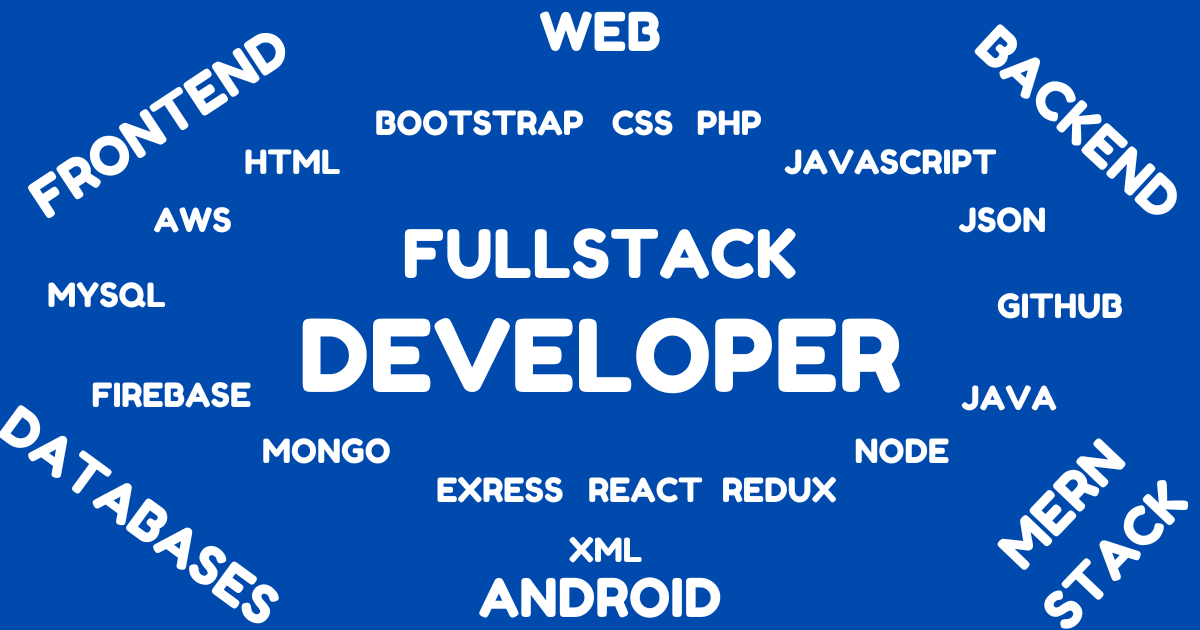 WEB
FRONTEND
BACKEND
BOOTSTRAP CSS PHP
HTML
JAVASCRIPT
AWS
JSON
FULLSTACK
MYSQL
GITHUB
DEVELOPER
FIREBASE
JAVA
DATABASES
MONGO
NODE
EXRESS REACT REDUX
MERN
STACK
XML
ANDROID